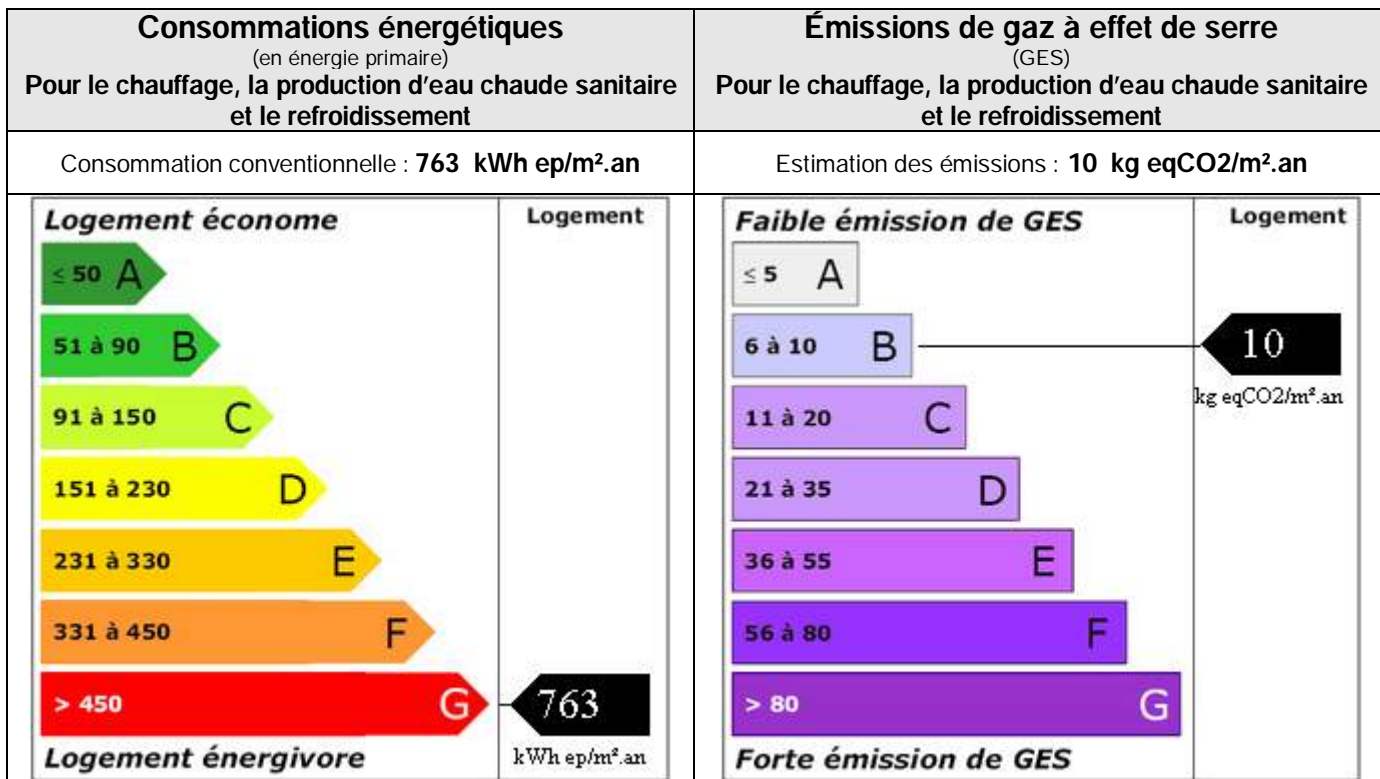 Consommations énergétiques
(en énergie primaire)
Pour le chauffage, la production d'eau chaude sanitaire
et le refroidissement
Consommation conventionnelle : 763 kWh ep/m².an
Logement économe
Logement
≤ 50 A
51 à 90 B
91 à 150 C
151 à 230 D
231 à 330 E
331 à 450 F
> 450 G
763
kWh ep/m².an
Logement énergivore
Émissions de gaz à effet de serre
(GES)
Pour le chauffage, la production d'eau chaude sanitaire
et le refroidissement
Estimation des émissions : 10 kg eqCO2/m².an
Faible émission de GES
Logement
≤ 5 A
6 à 10 B
10
kg eqCO2/m².an
11 à 20 C
21 à 35 D
36 à 55 E
56 à 80 F
> 80 G
Forte émission de GES